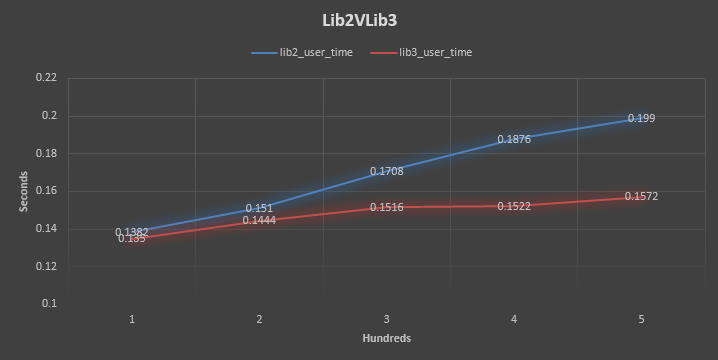 Lib2VLib3
lib2_user_time lib3_user_time
0.22
0.2
0.18
0.16
0.14
0.12
0.1
Seconds
0.1382 0.151 0.1708 0.1876 0.199
0.135 0.1444 0.1516 0.1522 0.1572
1 2 3 4 5
Hundreds